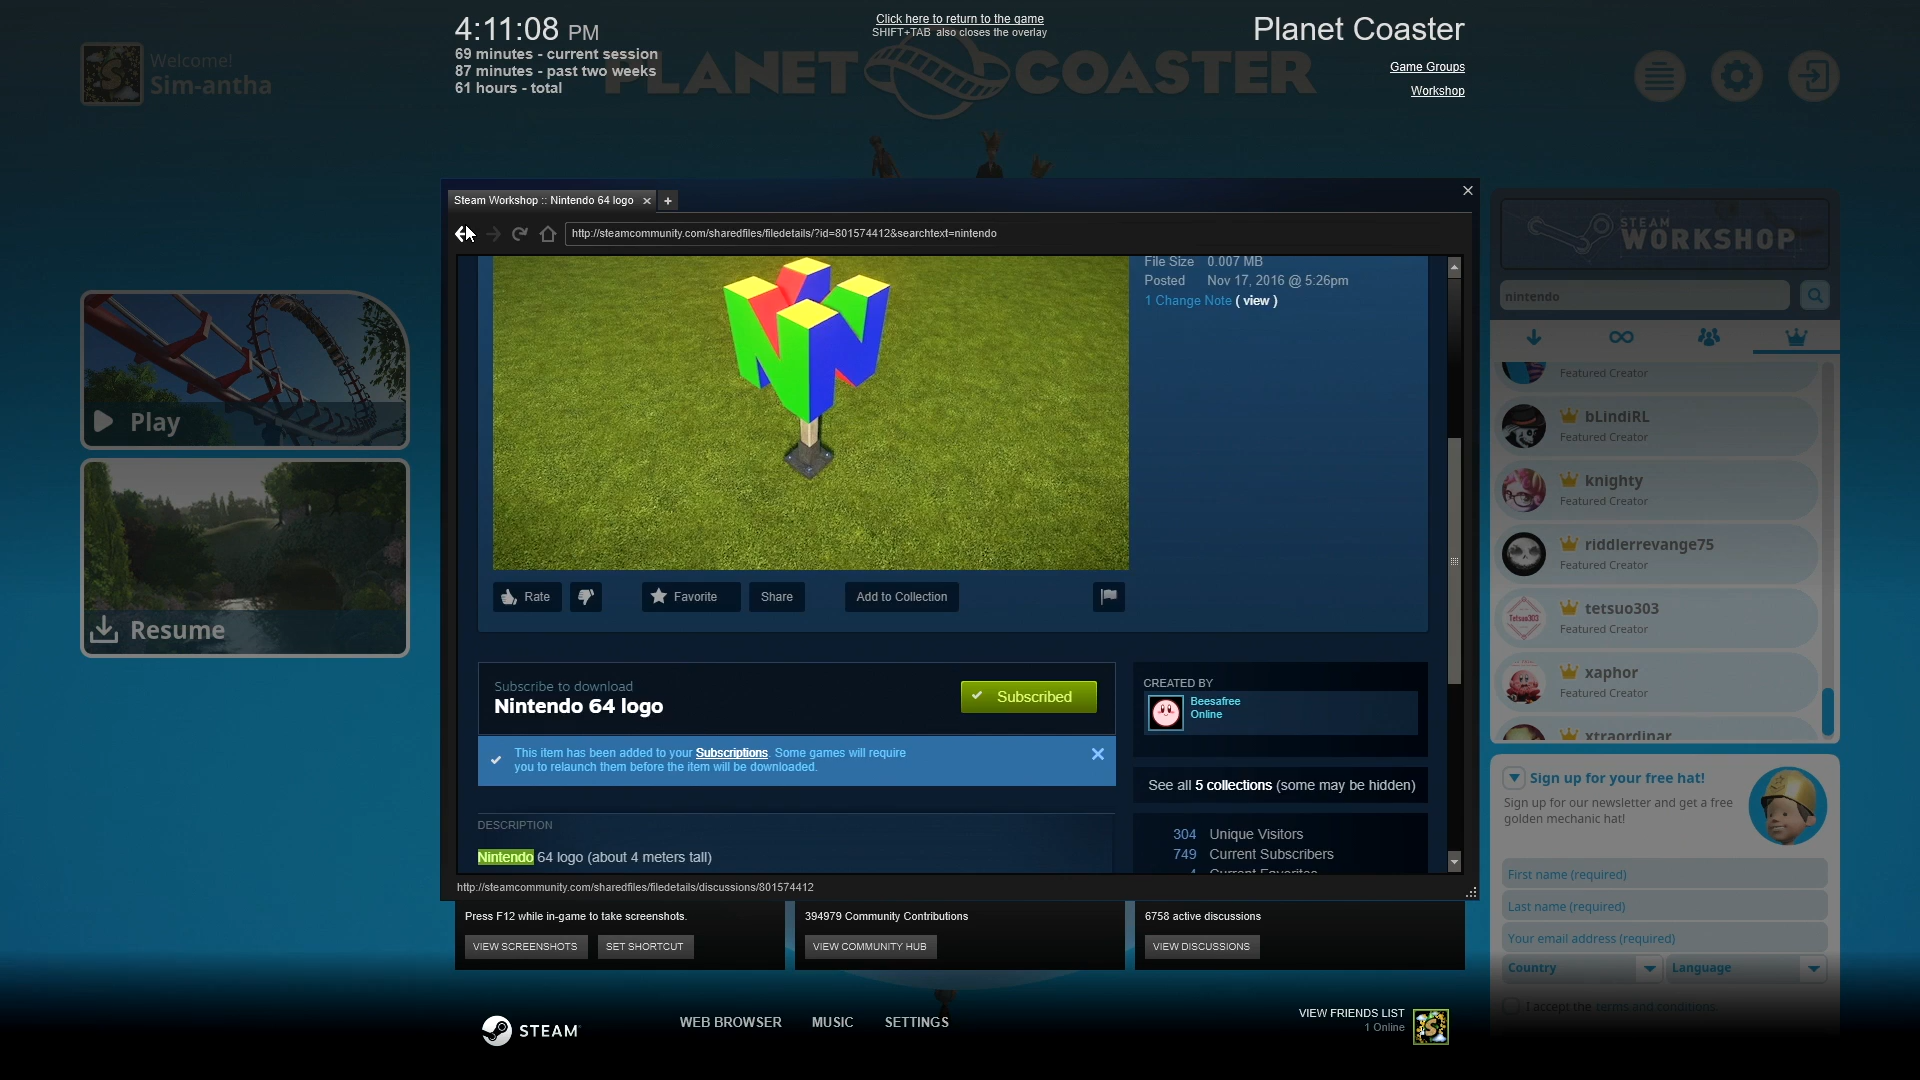 4:11:08 PM
69 minutes - current session
87 minutes - past two weeks
61 hours - total
Click here to return to the game
SHIFT+TAB also closes the overlay
Planet Coaster
Game Groups
Workshop
Welcome!
Sim-antha
PLANET COASTER
Play
Resume
Steam Workshop :: Nintendo 64 logo
http://steamcommunity.com/sharedfiles/filedetails/?id=801574412&searchtext=nintendo
File Size 0.007 MB
Posted Nov 17, 2016 @ 5:26pm
1 Change Note ( view )
Rate
Favorite
Share
Add to Collection
Subscribe to download
Nintendo 64 logo
Subscribed
This item has been added to your Subscriptions. Some games will require
you to relaunch them before the item will be downloaded.
DESCRIPTION
Nintendo 64 logo (about 4 meters tall)
CREATED BY
Beesafree
Online
See all 5 collections (some may be hidden)
304 Unique Visitors
749 Current Subscribers
4 Current Favorites
http://steamcommunity.com/sharedfiles/filedetails/discussions/801574412
Press F12 while in-game to take screenshots.
VIEW SCREENSHOTS
SET SHORTCUT
394979 Community Contributions
VIEW COMMUNITY HUB
6758 active discussions
VIEW DISCUSSIONS
STEAM
WEB BROWSER
MUSIC
SETTINGS
VIEW FRIENDS LIST
1 Online
STEAM
WORKSHOP
nintendo
Featured Creator
bLindiRL
Featured Creator
knighty
Featured Creator
riddlerrevange75
Featured Creator
tetsuo303
Featured Creator
Tetsuo303
xaphor
Featured Creator
xtraordinar
Sign up for your free hat!
Sign up for our newsletter and get a free
golden mechanic hat!
First name (required)
Last name (required)
Your email address (required)
Country
Language
I accept the terms and conditions.